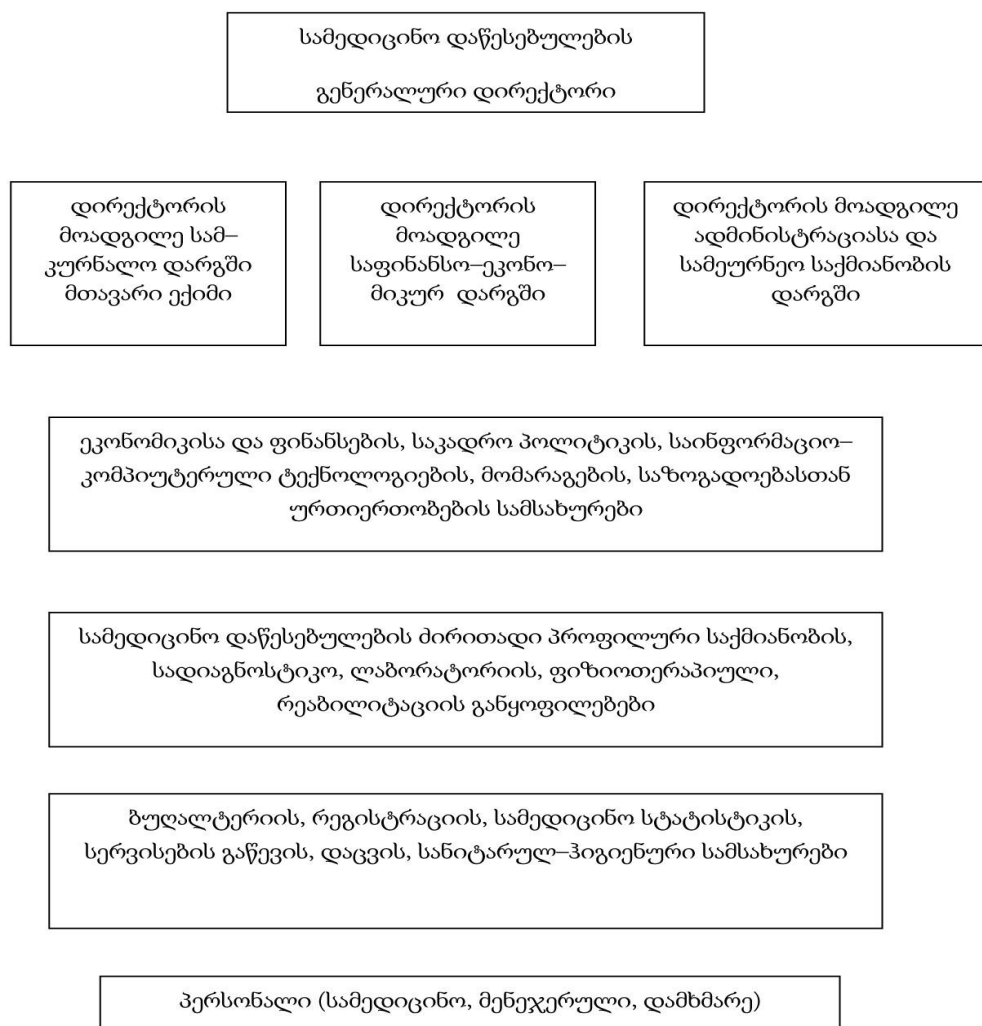 სამედიცინო დაწესებულების
გენერალური დირექტორი
დირექტორის
მოადგილე სამ–
კურნალო დარგში
მთავარი ექიმი
დირექტორის
მოადგილე
საფინანსო–ეკონო–
მიკურ დარგში
დირექტორის მოადგილე
ადმინისტრაციასა და
სამეურნეო საქმიანობის
დარგში
ეკონომიკისა და ფინანსების, საკადრო პოლიტიკის, საინფორმაციო–
კომპიუტერული ტექნოლოგიების, მომარაგების, საზოგადოებასთან
ურთიერთობების სამსახურები
სამედიცინო დაწესებულების ძირითადი პროფილური საქმიანობის,
სადიაგნოსტიკო, ლაბორატორიის, ფიზიოთერაპიული,
რეაბილიტაციის განყოფილებები
ბუღალტერიის, რეგისტრაციის, სამედიცინო სტატისტიკის,
სერვისების გაწევის, დაცვის, სანიტარულ–ჰიგიენური სამსახურები
პერსონალი (სამედიცინო, მენეჯერული, დამხმარე)